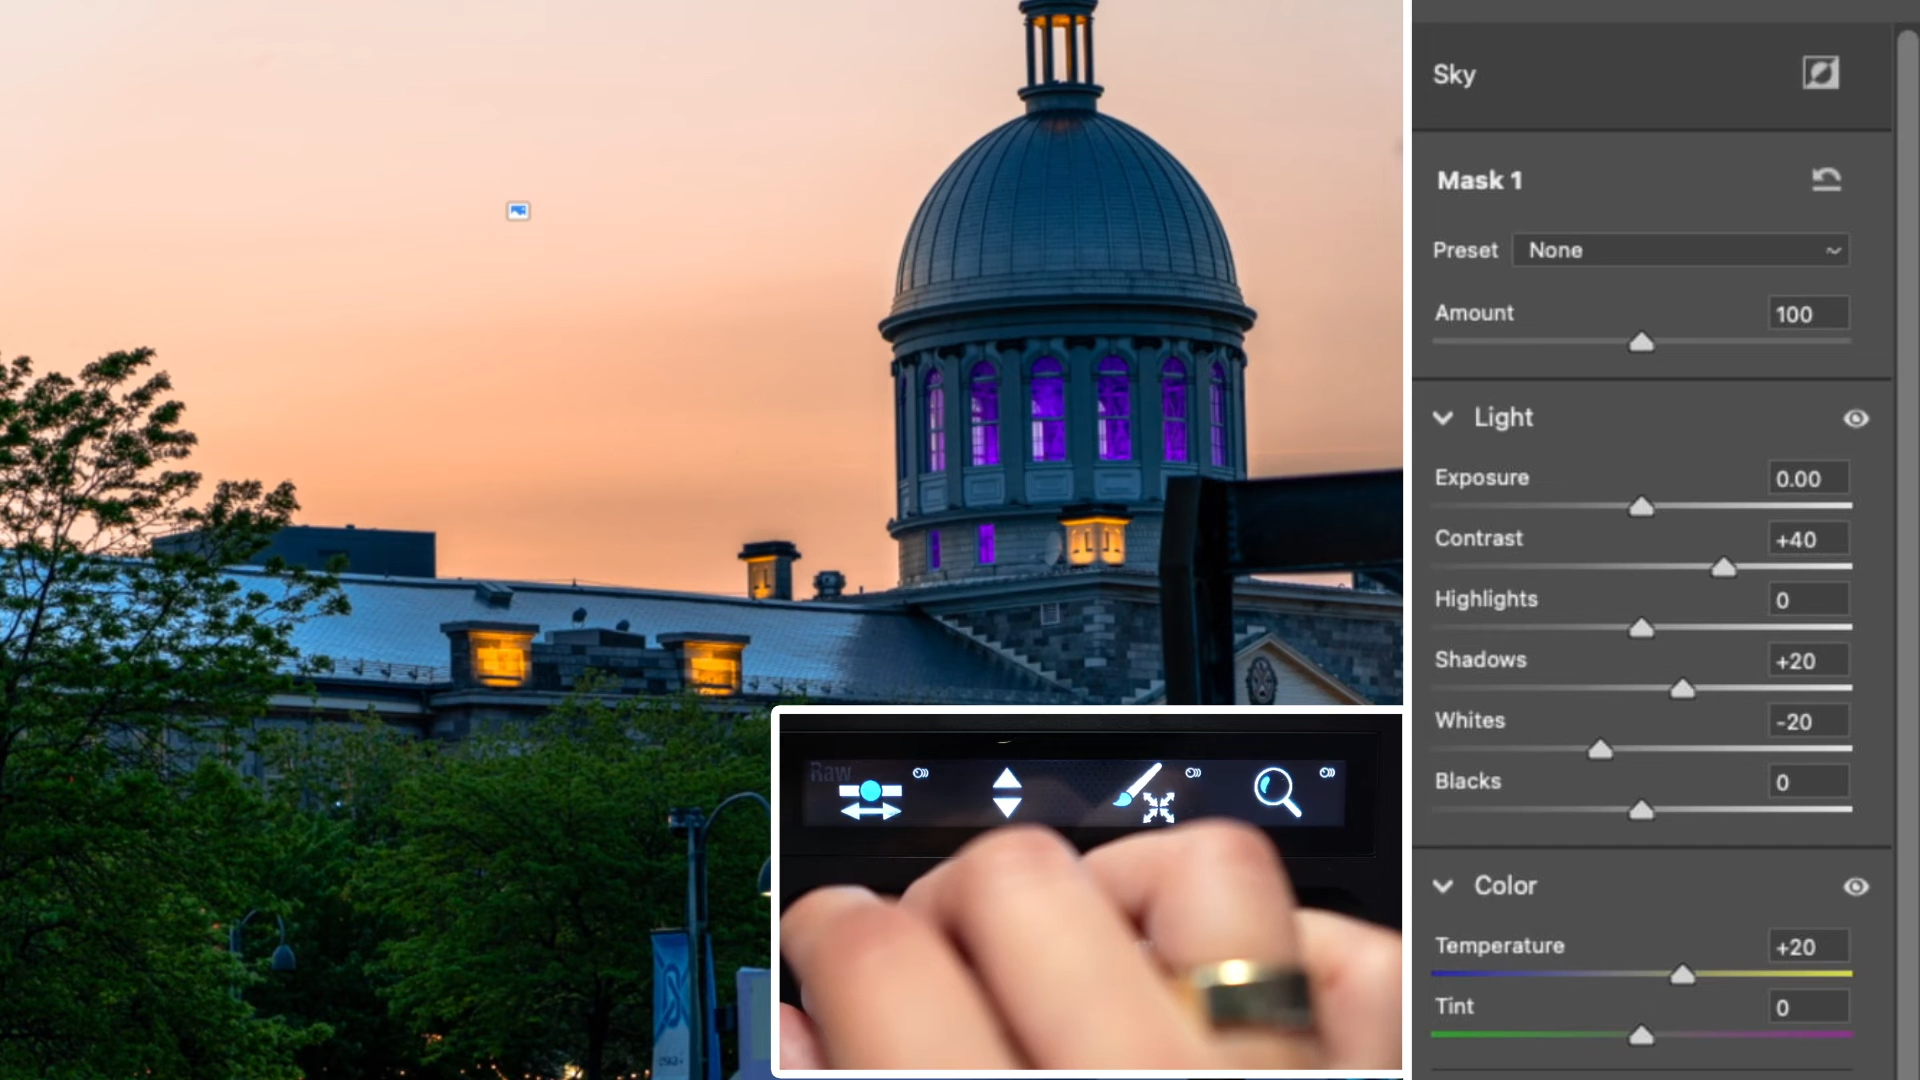 Sky
Mask 1
Preset None
Amount 100
Light
Exposure 0.00
Contrast +40
Highlights 0
Shadows +20
Whites -20
Blacks 0
Color
Temperature +20
Tint 0
Raw